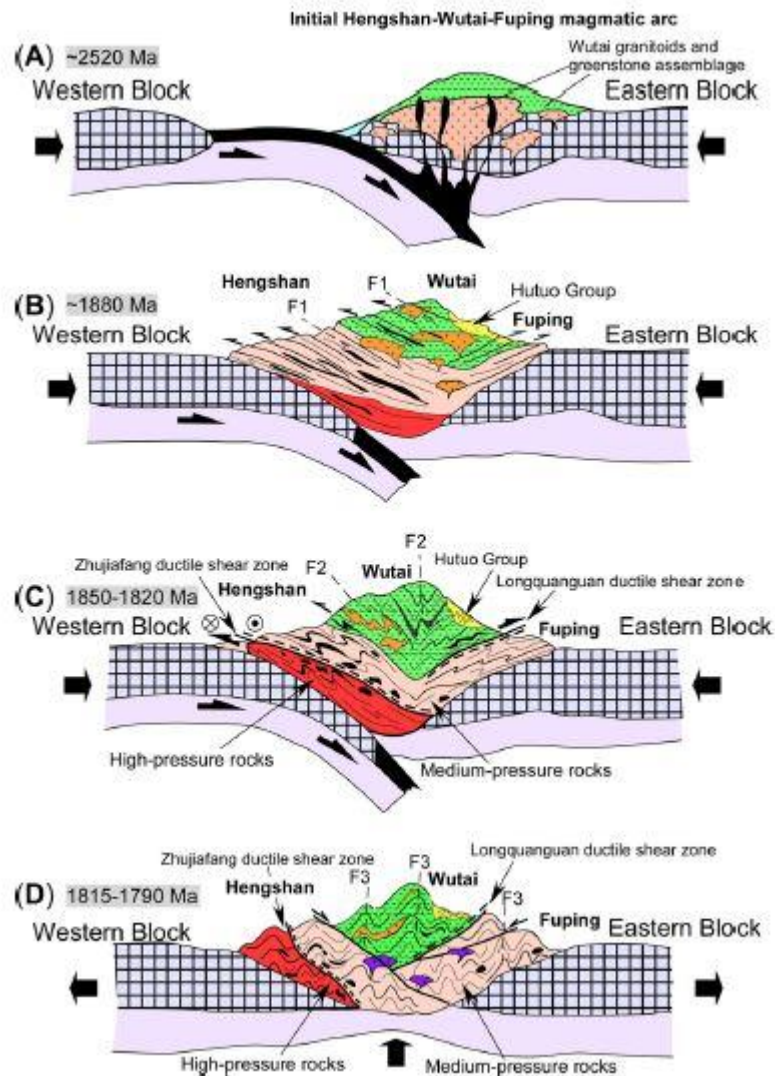 Initial Hengshan-Wutai-Fuping magmatic arc
(A) ~2520 Ma
Wutai granitoids and
greenstone assemblage
Western Block
Eastern Block
(B) ~1880 Ma
Hengshan
F1
F1
Wutai
Hutuo Group
Fuping
Western Block
Eastern Block
Zhujiafang ductile shear zone
F2
Wutai
Hutuo Group
Longquanguan ductile shear zone
(C) 1850-1820 Ma
Hengshan
F2
Western Block
Fuping
Eastern Block
High-pressure rocks
Medium-pressure rocks
Zhujiafang ductile shear zone
F3
Longquanguan ductile shear zone
(D) 1815-1790 Ma
Hengshan
F3
Wutai
F3
Fuping
Western Block
Eastern Block
High-pressure rocks
Medium-pressure rocks